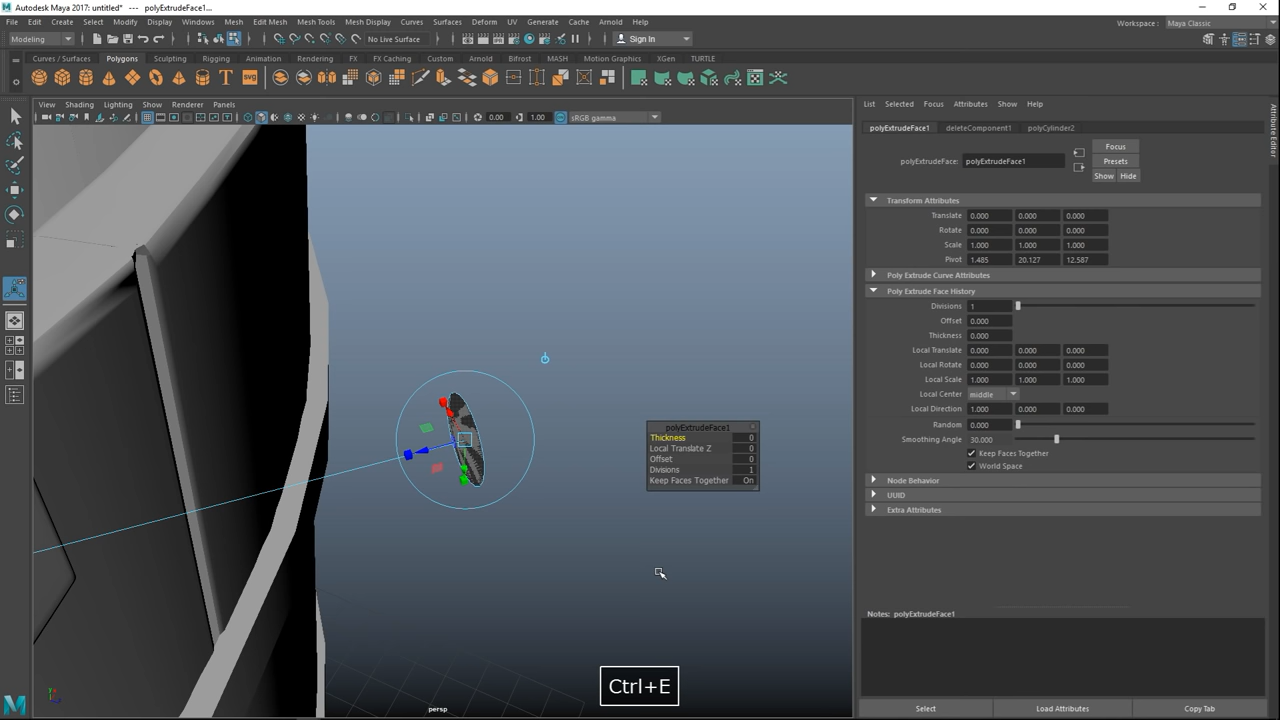 Autodesk Maya 2017: untitled*   ---   polyExtrudeFace1...
File Edit Create Select Modify Display Windows Mesh Edit Mesh Mesh Tools Mesh Display Curves Surfaces Deform UV Generate Cache Arnold Help
Workspace : Maya Classic
Modeling No Live Surface Sign In
Curves / Surfaces Polygons Sculpting Rigging Animation Rendering FX FX Caching Custom Arnold Bifrost MASH Motion Graphics XGen TURTLE
T SVG
View Shading Lighting Show Renderer Panels
0.00 1.00 sRGB gamma
List Selected Focus Attributes Show Help
polyExtrudeFace1 deleteComponent1 polyCylinder2
Attribute Editor
polyExtrudeFace: polyExtrudeFace1
Focus
Presets
Show Hide
Transform Attributes
Translate 0.000 0.000 0.000
Rotate 0.000 0.000 0.000
Scale 1.000 1.000 1.000
Pivot 1.485 20.127 12.587
Poly Extrude Curve Attributes
Poly Extrude Face History
Divisions 1
Offset 0.000
Thickness 0.000
Local Translate 0.000 0.000 0.000
Local Rotate 0.000 0.000 0.000
Local Scale 1.000 1.000 1.000
Local Center middle
Local Direction 1.000 0.000 0.000
Random 0.000
Smoothing Angle 30.000
Keep Faces Together
World Space
Node Behavior
UUID
Extra Attributes
Notes: polyExtrudeFace1
Select Load Attributes Copy Tab
polyExtrudeFace1
Thickness 0
Local Translate Z 0
Offset 0
Divisions 1
Keep Faces Together On
Ctrl+E
persp